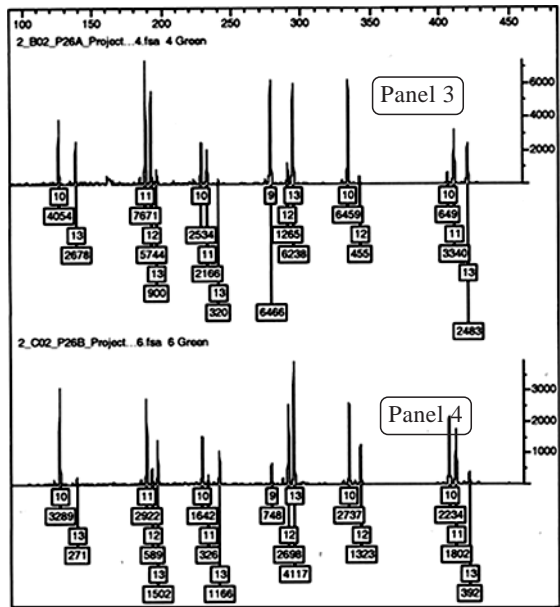 100 150 200 250 300 350 400 450
2_B02_P26A_Project...4.fsa 4 Green
Panel 3
6000
4000
2000
10 11 10 9 13 10 10
4054 7671 2534 12 6459 649
13 12 11 1265 12 11
2678 5744 2166 6238 455 3340
13 13 13
900 320 6466 2483
2_C02_P26B_Project...6.fsa 6 Green
Panel 4
3000
2000
1000
10 11 10 9 13 10 10
3289 2922 1642 748 2737 2234
13 12 11 12 12 11
271 589 326 2698 1323 1802
13 13 4117 13
1502 1166 392